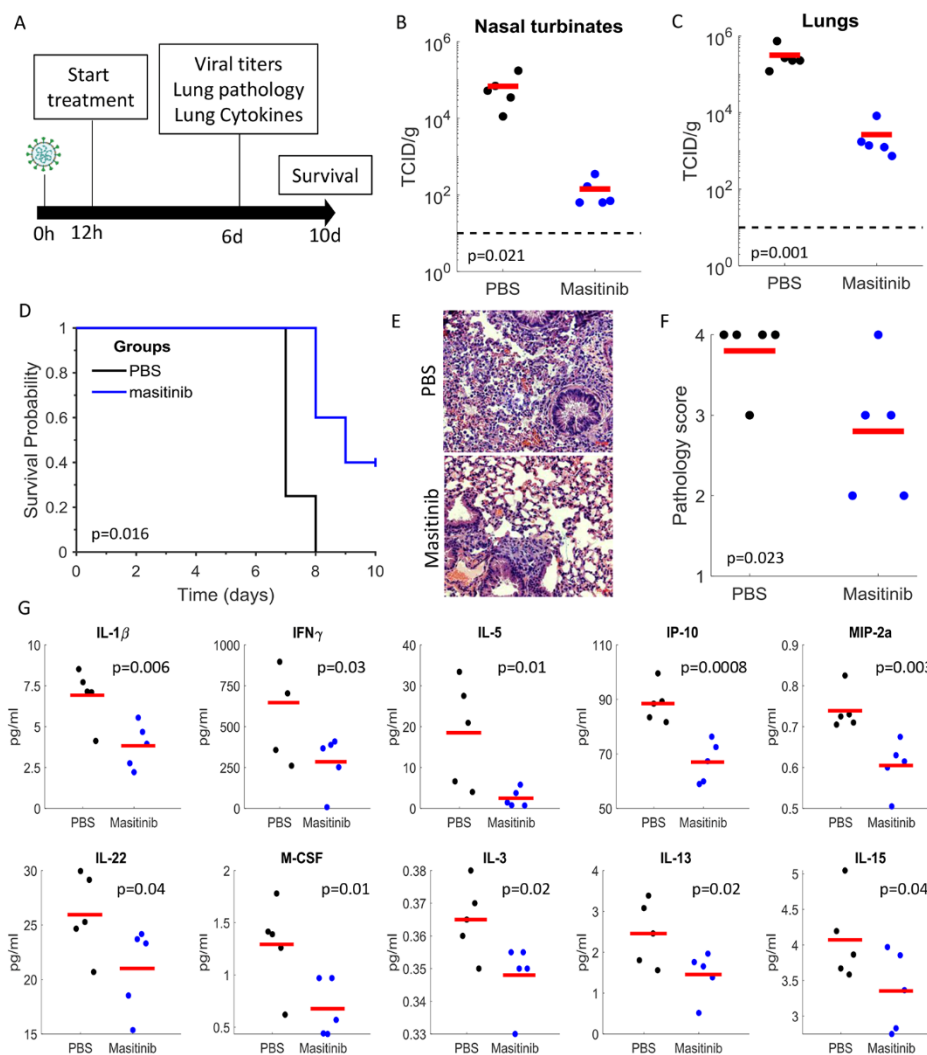 A
Start
treatment
Viral titers
Lung pathology
Lung Cytokines
Survival
0h
12h
6d
10d
B
Nasal turbinates
TCID/g
10^6
10^4
10^2
10^0
p=0.021
PBS
Masitinib
C
Lungs
TCID/g
10^6
10^4
10^2
10^0
p=0.001
PBS
Masitinib
D
Survival Probability
1
0.8
0.6
0.4
0.2
0
Groups
PBS
masitinib
p=0.016
0 2 4 6 8 10
Time (days)
E
PBS
Masitinib
F
Pathology score
4
3
2
1
p=0.023
PBS
Masitinib
G
IL-1β
pg/ml
10
7.5
5
2.5
0
p=0.006
PBS Masitinib
IFNγ
pg/ml
1000
750
500
250
0
p=0.03
PBS Masitinib
IL-5
pg/ml
40
30
20
10
0
p=0.01
PBS Masitinib
IP-10
pg/ml
110
90
70
50
p=0.0008
PBS Masitinib
MIP-2a
pg/ml
0.9
0.8
0.7
0.6
0.5
p=0.003
PBS Masitinib
IL-22
pg/ml
30
25
20
15
p=0.04
PBS Masitinib
M-CSF
pg/ml
2
1.5
1
0.5
p=0.01
PBS Masitinib
IL-3
pg/ml
0.38
0.37
0.36
0.35
0.34
0.33
p=0.02
PBS Masitinib
IL-13
pg/ml
4
3
2
1
0
p=0.02
PBS Masitinib
IL-15
pg/ml
5
4
3
p=0.04
PBS Masitinib